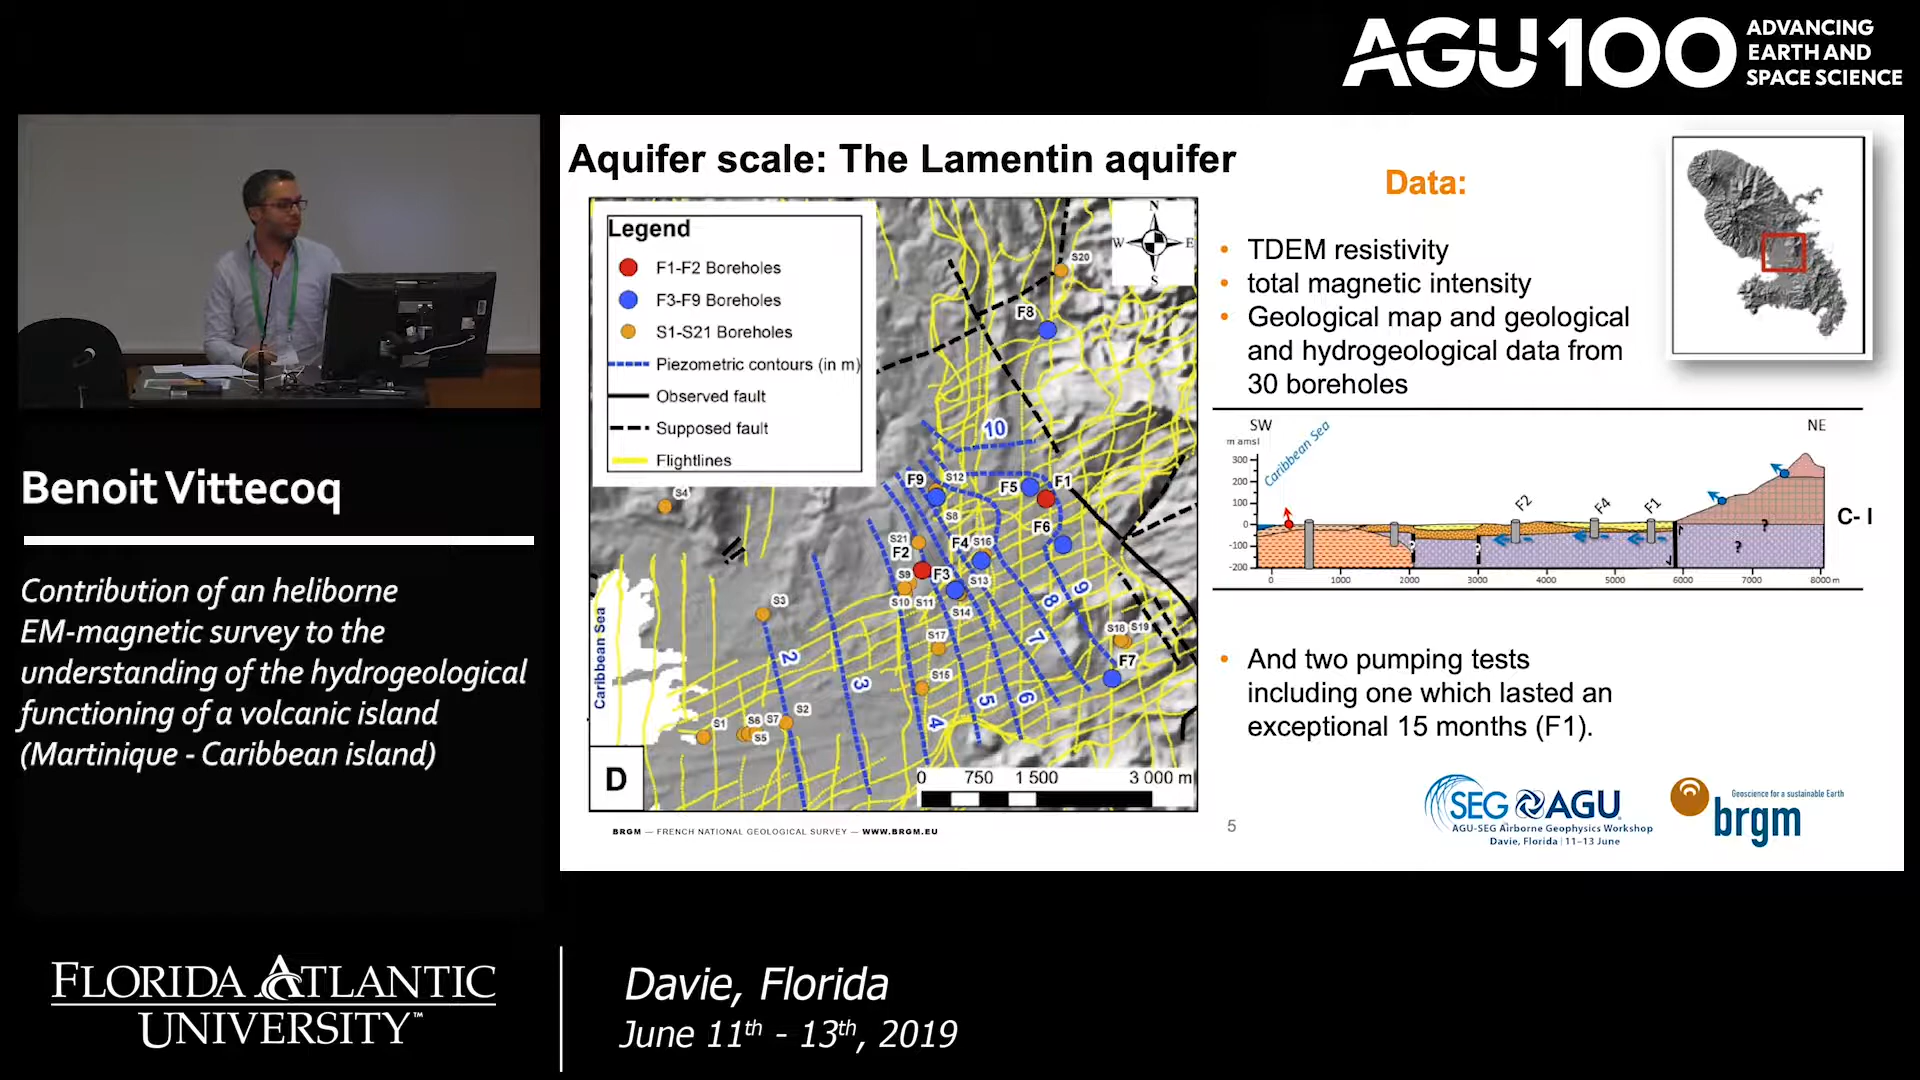 AGU100
ADVANCING
EARTH AND
SPACE SCIENCE
Benoit Vittecoq
Contribution of an heliborne
EM-magnetic survey to the
understanding of the hydrogeological
functioning of a volcanic island
(Martinique - Caribbean island)
FLORIDA ATLANTIC
UNIVERSITY™
Davie, Florida
June 11th - 13th, 2019
Aquifer scale: The Lamentin aquifer
Legend
F1-F2 Boreholes
F3-F9 Boreholes
S1-S21 Boreholes
Piezometric contours (in m)
Observed fault
Supposed fault
Flightlines
N
W
E
S
S20
F8
10
F9
S12
F5
F1
S4
S8
F6
S21
F2
F4
S16
S9
F3
S13
S10
S11
S14
8
9
S3
S17
7
S18
S19
F7
2
3
S15
5
6
4
S1
S6
S7
S2
S5
Caribbean Sea
D
0
750
1 500
3 000 m
BRGM — FRENCH NATIONAL GEOLOGICAL SURVEY — WWW.BRGM.EU
5
Data:
• TDEM resistivity
• total magnetic intensity
• Geological map and geological
and hydrogeological data from
30 boreholes
SW
NE
m amsl
Caribbean Sea
300
200
100
0
-100
-200
F2
F4
F1
?
?
C- I
0
1000
2000
3000
4000
5000
6000
7000
8000 m
• And two pumping tests
including one which lasted an
exceptional 15 months (F1).
SEG AGU
AGU-SEG Airborne Geophysics Workshop
Davie, Florida | 11–13 June
Geoscience for a sustainable Earth
brgm